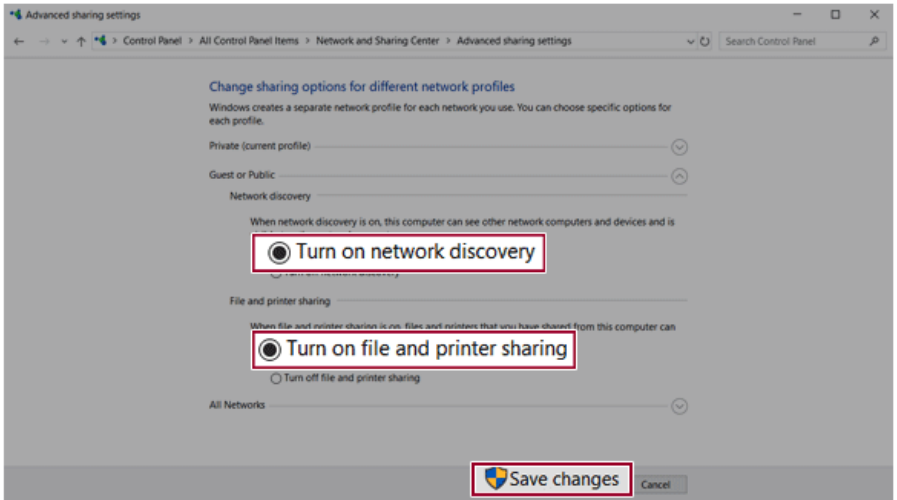 Advanced sharing settings
Control Panel > All Control Panel Items > Network and Sharing Center > Advanced sharing settings
Search Control Panel
Change sharing options for different network profiles
Windows creates a separate network profile for each network you use. You can choose specific options for
each profile.
Private (current profile)
Guest or Public
Network discovery
When network discovery is on, this computer can see other network computers and devices and is
Turn on network discovery
File and printer sharing
When file and printer sharing is on, files and printers that you have shared from this computer can
Turn on file and printer sharing
Turn off file and printer sharing
All Networks
Save changes
Cancel